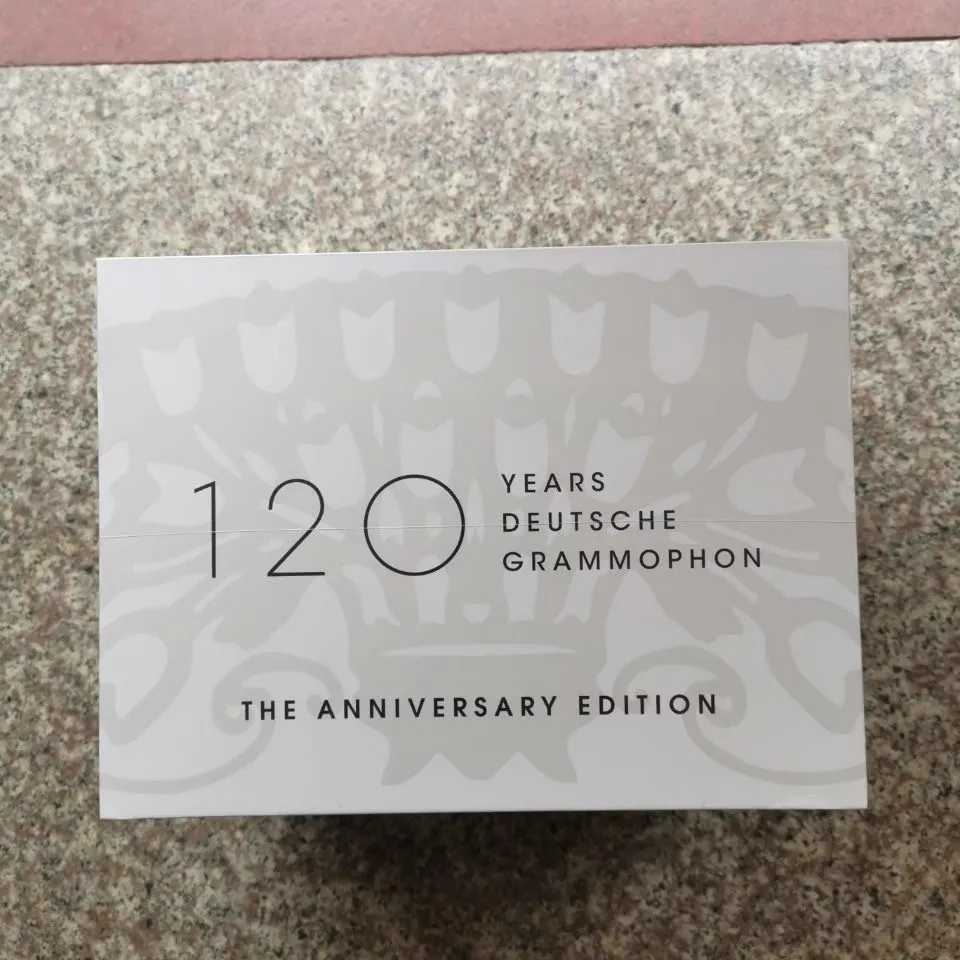 120 YEARS
DEUTSCHE
GRAMMOPHON
THE ANNIVERSARY EDITION